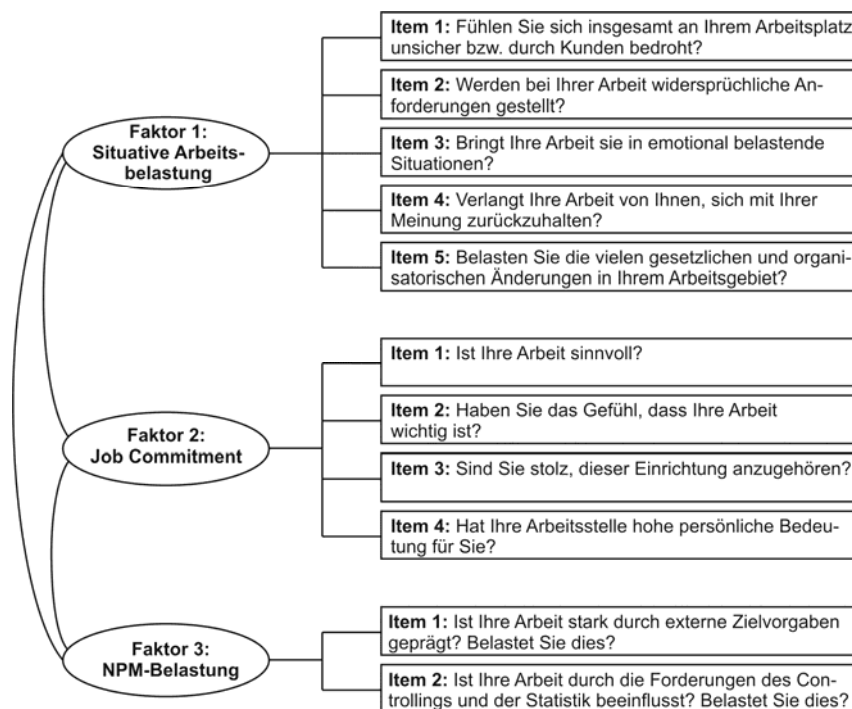 Item 1: Fühlen Sie sich insgesamt an Ihrem Arbeitsplatz
unsicher bzw. durch Kunden bedroht?
Item 2: Werden bei Ihrer Arbeit widersprüchliche An-
forderungen gestellt?
Faktor 1:
Situative Arbeits-
belastung
Item 3: Bringt Ihre Arbeit sie in emotional belastende
Situationen?
Item 4: Verlangt Ihre Arbeit von Ihnen, sich mit Ihrer
Meinung zurückzuhalten?
Item 5: Belasten Sie die vielen gesetzlichen und organi-
satorischen Änderungen in Ihrem Arbeitsgebiet?
Item 1: Ist Ihre Arbeit sinnvoll?
Item 2: Haben Sie das Gefühl, dass Ihre Arbeit
wichtig ist?
Faktor 2:
Job Commitment
Item 3: Sind Sie stolz, dieser Einrichtung anzugehören?
Item 4: Hat Ihre Arbeitsstelle hohe persönliche Bedeu-
tung für Sie?
Item 1: Ist Ihre Arbeit stark durch externe Zielvorgaben
geprägt? Belastet Sie dies?
Faktor 3:
NPM-Belastung
Item 2: Ist Ihre Arbeit durch die Forderungen des Con-
trollings und der Statistik beeinflusst? Belastet Sie dies?